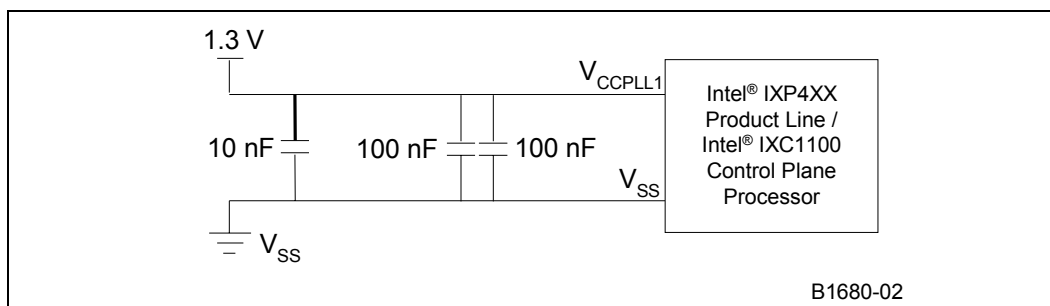 1.3 V
VCCPLL1
10 nF
100 nF
100 nF
VSS
VSS
Intel® IXP4XX
Product Line /
Intel® IXC1100
Control Plane
Processor
B1680-02